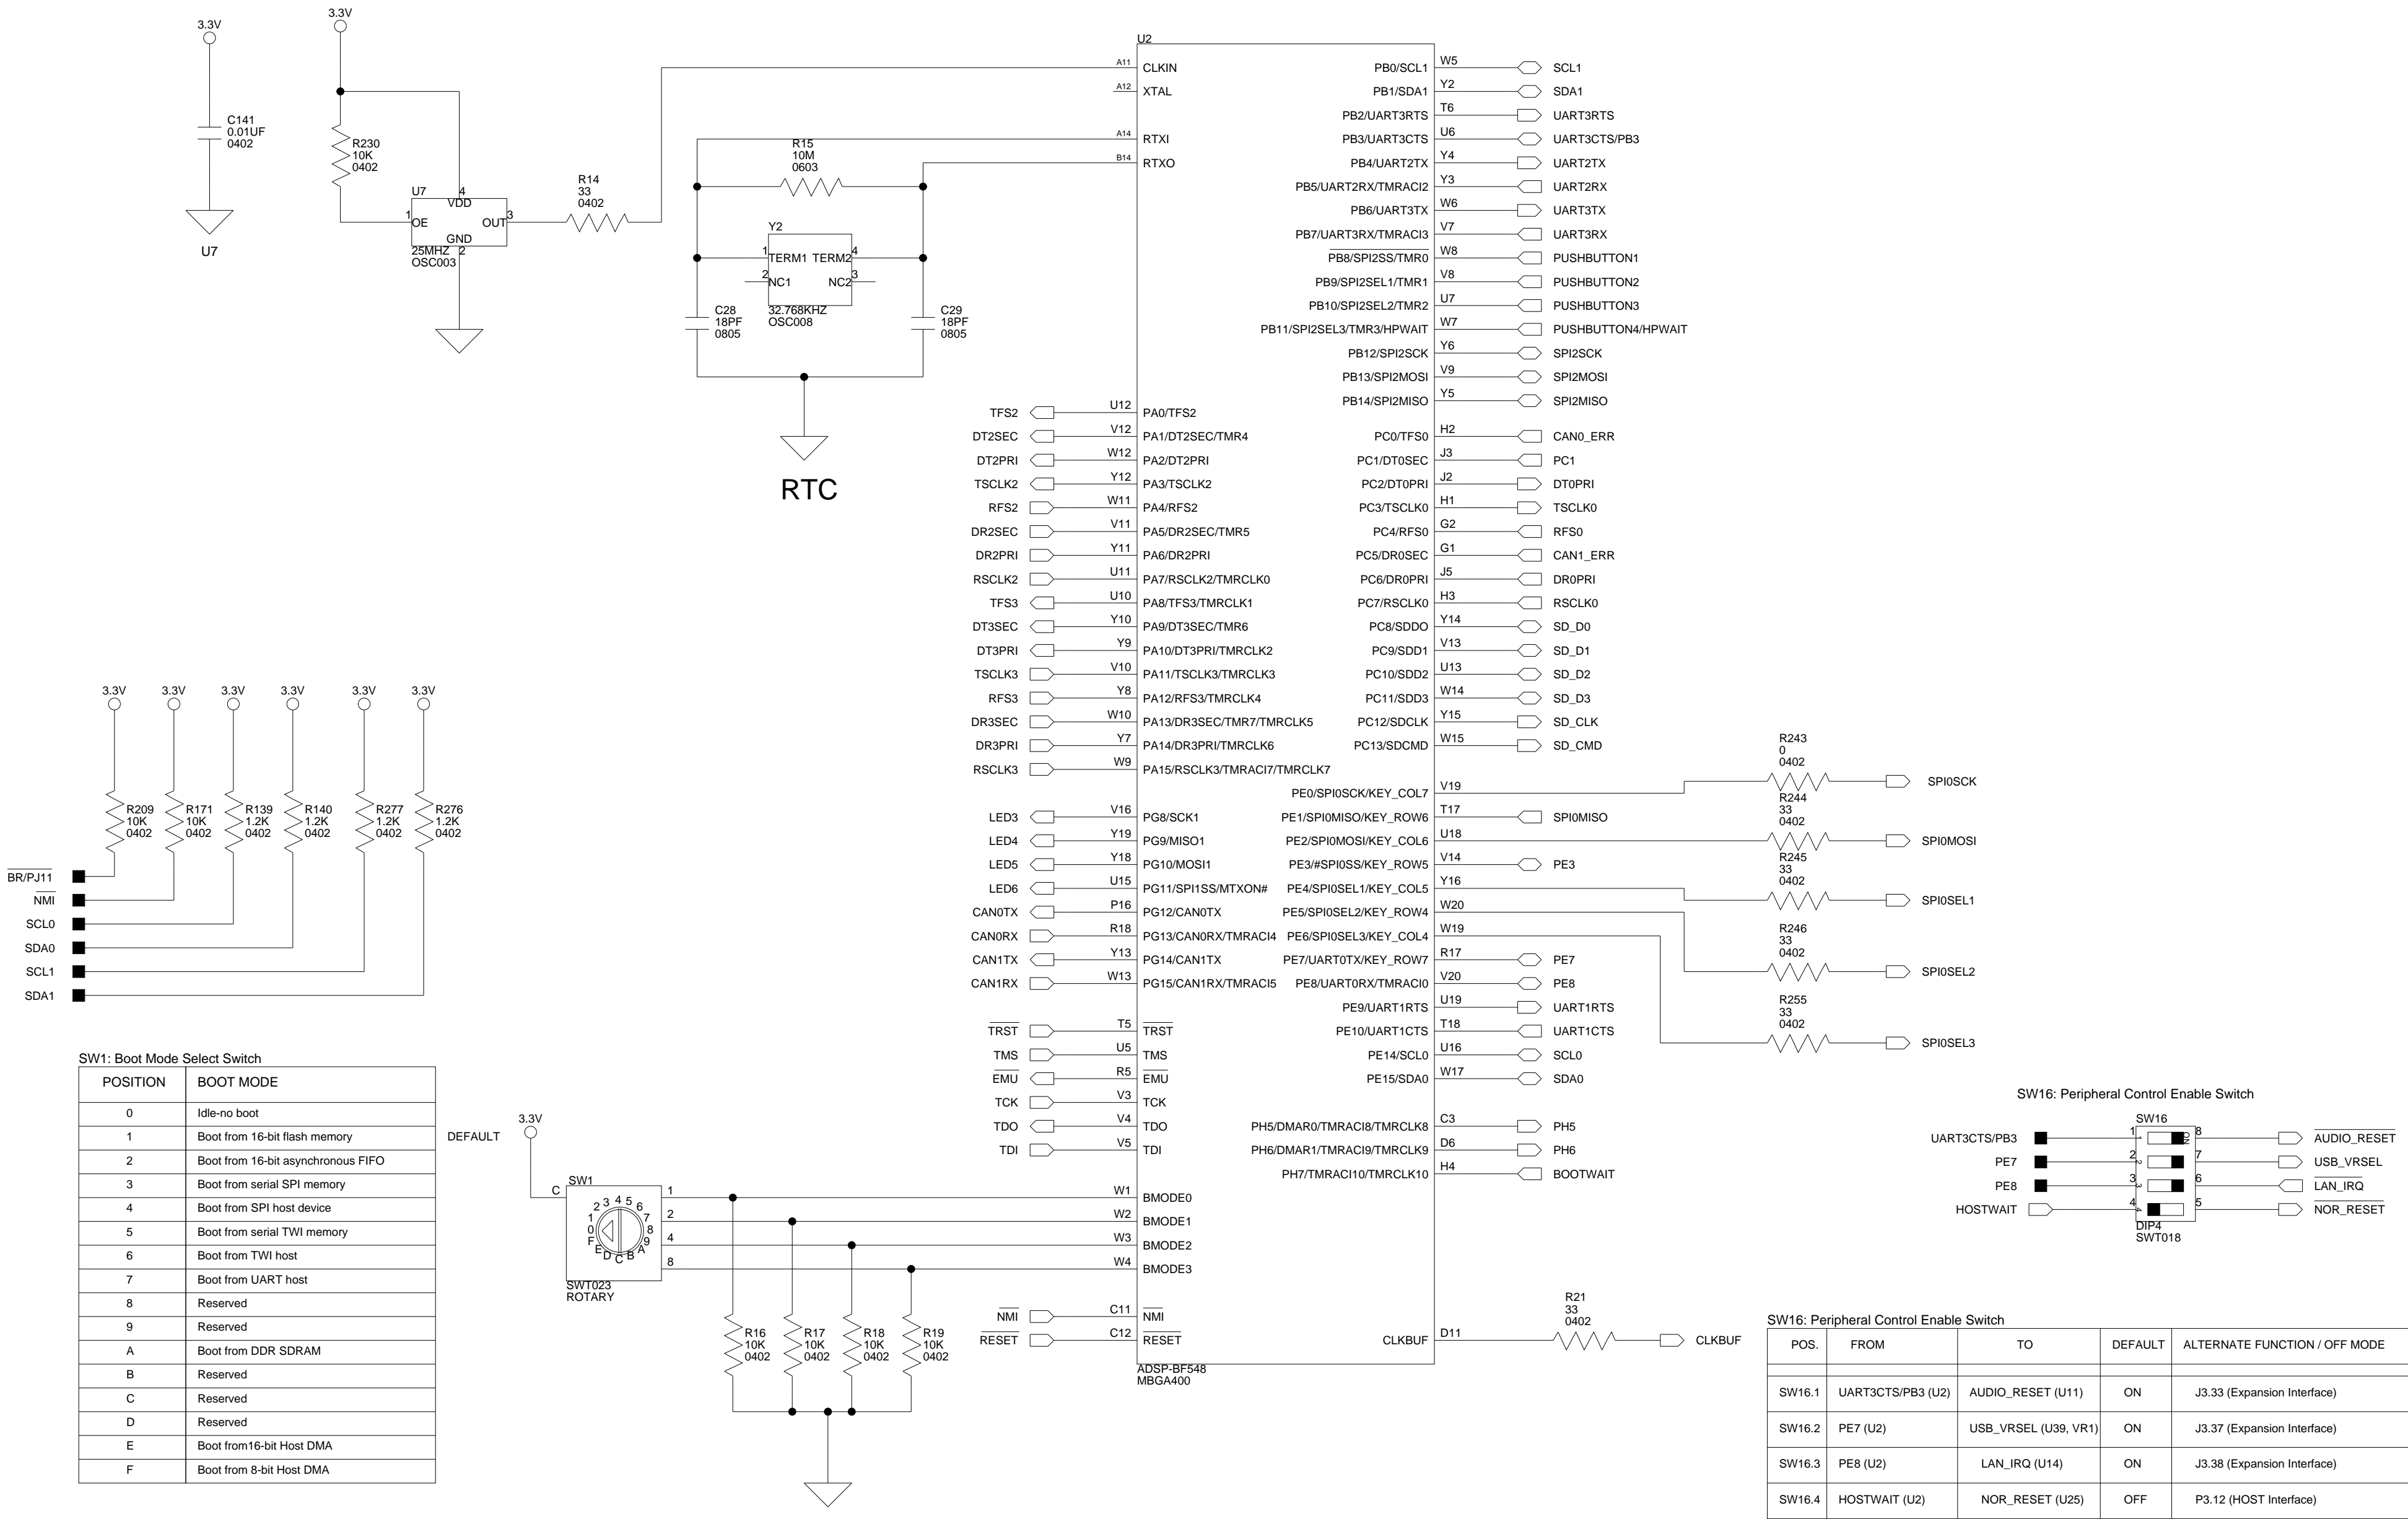 3.3V
C141
0.01UF
0402
U7
3.3V
R230
10K
0402
U7
4
VDD
1
OE
OUT
3
GND
25MHZ
2
OSC003
R14
33
0402
R15
10M
0603
Y2
1
TERM1 TERM2
4
2
NC1 NC2
3
32.768KHZ
OSC008
C28
18PF
0805
C29
18PF
0805
RTC
U2
A11 CLKIN
A12 XTAL
A14 RTXI
B14 RTXO
TFS2 U12 PA0/TFS2
DT2SEC V12 PA1/DT2SEC/TMR4
DT2PRI W12 PA2/DT2PRI
TSCLK2 Y12 PA3/TSCLK2
RFS2 W11 PA4/RFS2
DR2SEC V11 PA5/DR2SEC/TMR5
DR2PRI Y11 PA6/DR2PRI
RSCLK2 U11 PA7/RSCLK2/TMRCLK0
TFS3 U10 PA8/TFS3/TMRCLK1
DT3SEC Y10 PA9/DT3SEC/TMR6
DT3PRI Y9 PA10/DT3PRI/TMRCLK2
TSCLK3 V10 PA11/TSCLK3/TMRCLK3
RFS3 Y8 PA12/RFS3/TMRCLK4
DR3SEC W10 PA13/DR3SEC/TMR7/TMRCLK5
DR3PRI Y7 PA14/DR3PRI/TMRCLK6
RSCLK3 W9 PA15/RSCLK3/TMRACI7/TMRCLK7
LED3 V16 PG8/SCK1
LED4 Y19 PG9/MISO1
LED5 Y18 PG10/MOSI1
LED6 U15 PG11/SPI1SS/MTXON#
CAN0TX P16 PG12/CAN0TX
CAN0RX R18 PG13/CAN0RX/TMRACI4
CAN1TX Y13 PG14/CAN1TX
CAN1RX W13 PG15/CAN1RX/TMRACI5
TRST T5 TRST
TMS U5 TMS
EMU R5 EMU
TCK V3 TCK
TDO V4 TDO
TDI V5 TDI
W1 BMODE0
W2 BMODE1
W3 BMODE2
W4 BMODE3
NMI C11 NMI
RESET C12 RESET
ADSP-BF548
MBGA400
PB0/SCL1 W5 SCL1
PB1/SDA1 Y2 SDA1
PB2/UART3RTS T6 UART3RTS
PB3/UART3CTS U6 UART3CTS/PB3
PB4/UART2TX Y4 UART2TX
PB5/UART2RX/TMRACI2 Y3 UART2RX
PB6/UART3TX W6 UART3TX
PB7/UART3RX/TMRACI3 V7 UART3RX
PB8/SPI2SS/TMR0 W8 PUSHBUTTON1
PB9/SPI2SEL1/TMR1 V8 PUSHBUTTON2
PB10/SPI2SEL2/TMR2 U7 PUSHBUTTON3
PB11/SPI2SEL3/TMR3/HPWAIT W7 PUSHBUTTON4/HPWAIT
PB12/SPI2SCK Y6 SPI2SCK
PB13/SPI2MOSI V9 SPI2MOSI
PB14/SPI2MISO Y5 SPI2MISO
PC0/TFS0 H2 CAN0_ERR
PC1/DT0SEC J3 PC1
PC2/DT0PRI J2 DT0PRI
PC3/TSCLK0 H1 TSCLK0
PC4/RFS0 G2 RFS0
PC5/DR0SEC G1 CAN1_ERR
PC6/DR0PRI J5 DR0PRI
PC7/RSCLK0 H3 RSCLK0
PC8/SDDO Y14 SD_D0
PC9/SDD1 V13 SD_D1
PC10/SDD2 U13 SD_D2
PC11/SDD3 W14 SD_D3
PC12/SDCLK Y15 SD_CLK
PC13/SDCMD W15 SD_CMD
PE0/SPI0SCK/KEY_COL7 V19
PE1/SPI0MISO/KEY_ROW6 T17 SPI0MISO
PE2/SPI0MOSI/KEY_COL6 U18
PE3/#SPI0SS/KEY_ROW5 V14 PE3
PE4/SPI0SEL1/KEY_COL5 Y16
PE5/SPI0SEL2/KEY_ROW4 W20
PE6/SPI0SEL3/KEY_COL4 W19
PE7/UART0TX/KEY_ROW7 R17 PE7
PE8/UART0RX/TMRACI0 V20 PE8
PE9/UART1RTS U19 UART1RTS
PE10/UART1CTS T18 UART1CTS
PE14/SCL0 U16 SCL0
PE15/SDA0 W17 SDA0
PH5/DMAR0/TMRACI8/TMRCLK8 C3 PH5
PH6/DMAR1/TMRACI9/TMRCLK9 D6 PH6
PH7/TMRACI10/TMRCLK10 H4 BOOTWAIT
CLKBUF D11
R21
33
0402
CLKBUF
R243
0
0402
SPI0SCK
R244
33
0402
SPI0MOSI
R245
33
0402
SPI0SEL1
R246
33
0402
SPI0SEL2
R255
33
0402
SPI0SEL3
3.3V 3.3V 3.3V 3.3V 3.3V 3.3V
R209 R171 R139 R140 R277 R276
10K 10K 1.2K 1.2K 1.2K 1.2K
0402 0402 0402 0402 0402 0402
BR/PJ11
NMI
SCL0
SDA0
SCL1
SDA1
SW1: Boot Mode Select Switch
POSITION BOOT MODE
0 Idle-no boot
1 Boot from 16-bit flash memory DEFAULT
2 Boot from 16-bit asynchronous FIFO
3 Boot from serial SPI memory
4 Boot from SPI host device
5 Boot from serial TWI memory
6 Boot from TWI host
7 Boot from UART host
8 Reserved
9 Reserved
A Boot from DDR SDRAM
B Reserved
C Reserved
D Reserved
E Boot from16-bit Host DMA
F Boot from 8-bit Host DMA
3.3V
C
SW1
0 1 2 3 4 5 6 7 8 9 A B C D E F
1
2
4
8
SWT023
ROTARY
R16 R17 R18 R19
10K 10K 10K 10K
0402 0402 0402 0402
SW16: Peripheral Control Enable Switch
SW16
UART3CTS/PB3 1 1 ON 8 AUDIO_RESET
PE7 2 2 7 USB_VRSEL
PE8 3 3 6 LAN_IRQ
HOSTWAIT 4 4 5 NOR_RESET
DIP4
SWT018
SW16: Peripheral Control Enable Switch
POS. FROM TO DEFAULT ALTERNATE FUNCTION / OFF MODE
SW16.1 UART3CTS/PB3 (U2) AUDIO_RESET (U11) ON J3.33 (Expansion Interface)
SW16.2 PE7 (U2) USB_VRSEL (U39, VR1) ON J3.37 (Expansion Interface)
SW16.3 PE8 (U2) LAN_IRQ (U14) ON J3.38 (Expansion Interface)
SW16.4 HOSTWAIT (U2) NOR_RESET (U25) OFF P3.12 (HOST Interface)